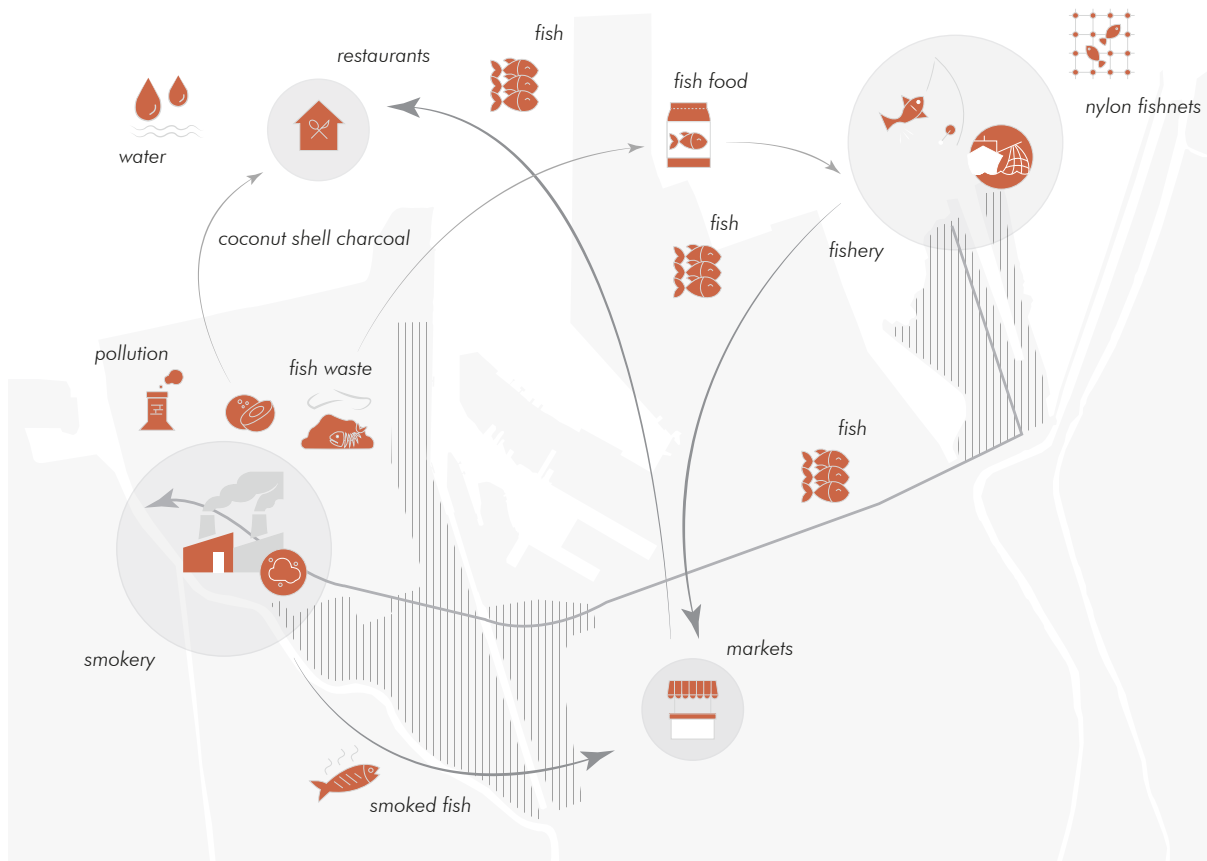 fish
restaurants
fish food
nylon fishnets
water
fish
coconut shell charcoal
fishery
pollution
fish waste
fish
markets
smokery
smoked fish